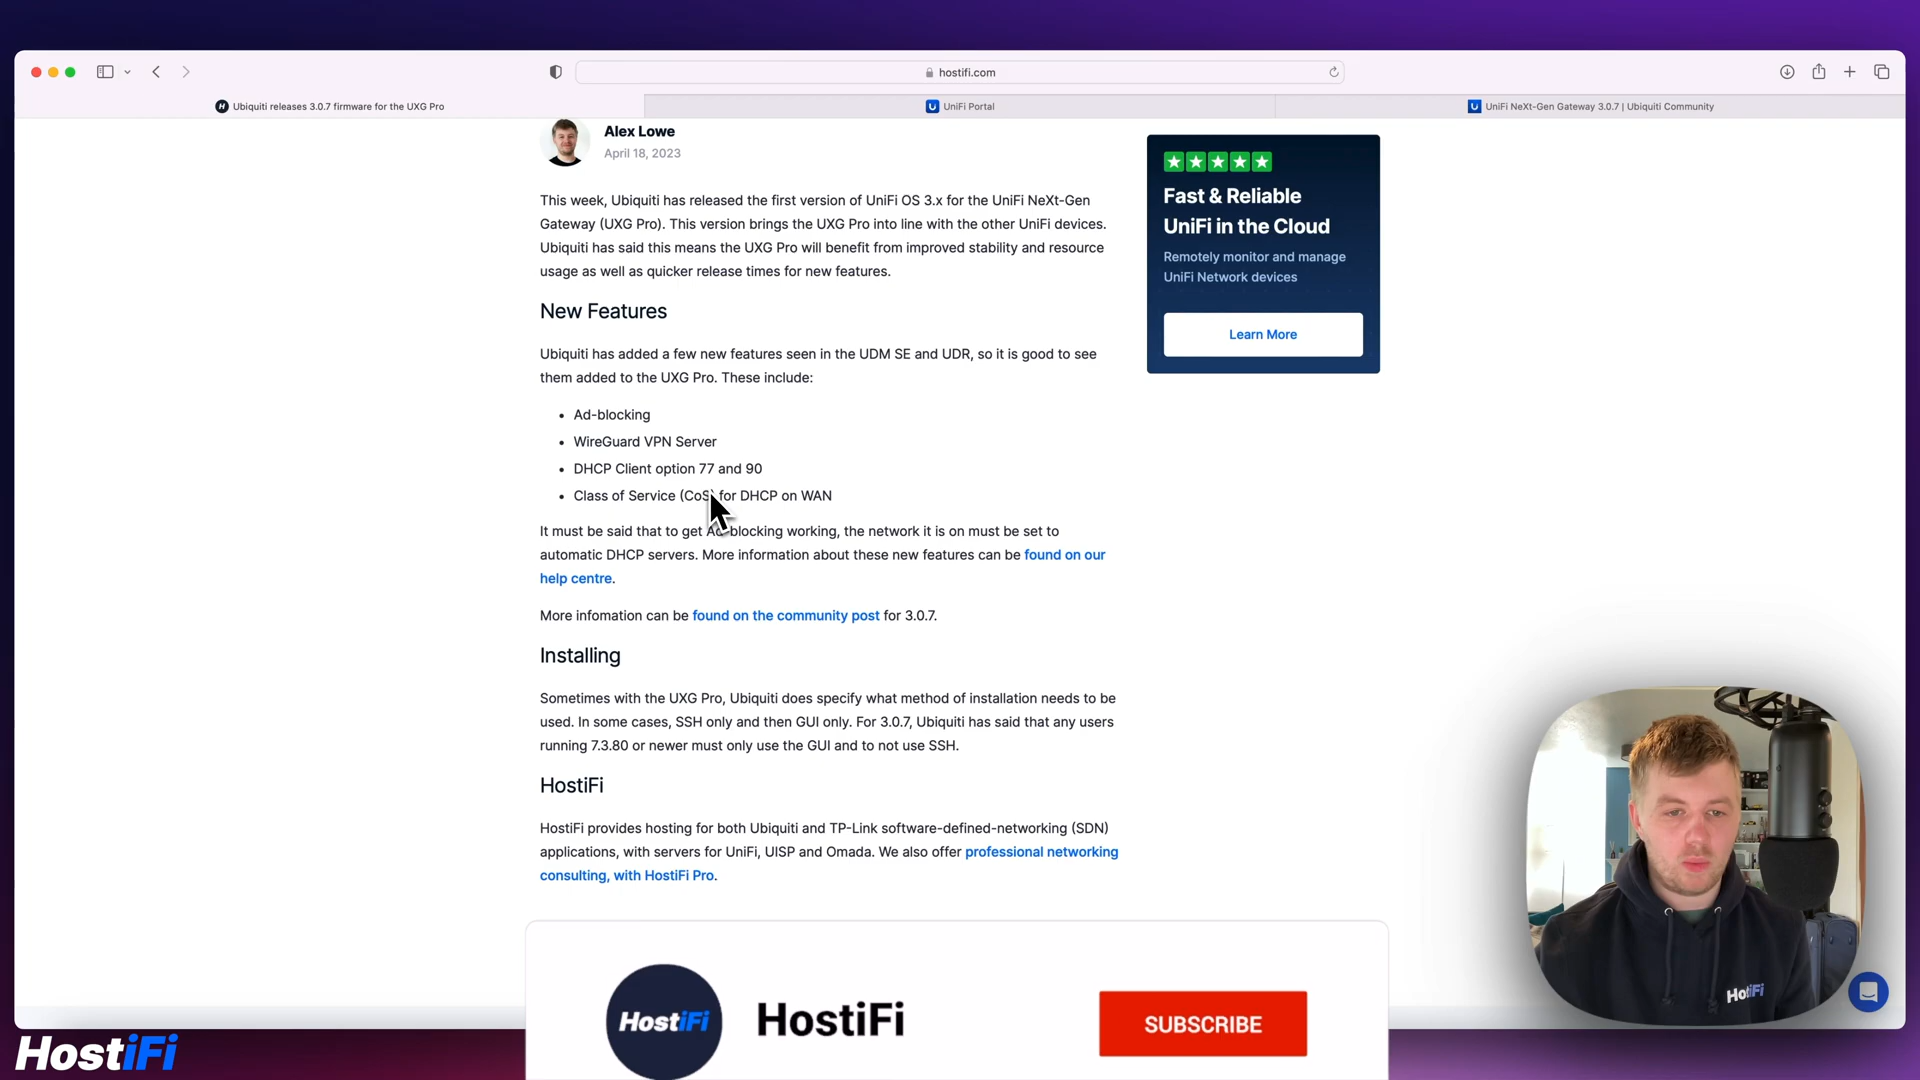 hostifi.com
Ubiquiti releases 3.0.7 firmware for the UXG Pro
UniFi Portal
UniFi NeXt-Gen Gateway 3.0.7 | Ubiquiti Community
Alex Lowe
April 18, 2023
This week, Ubiquiti has released the first version of UniFi OS 3.x for the UniFi NeXt-Gen
Gateway (UXG Pro). This version brings the UXG Pro into line with the other UniFi devices.
Ubiquiti has said this means the UXG Pro will benefit from improved stability and resource
usage as well as quicker release times for new features.
New Features
Ubiquiti has added a few new features seen in the UDM SE and UDR, so it is good to see
them added to the UXG Pro. These include:
• Ad-blocking
• WireGuard VPN Server
• DHCP Client option 77 and 90
• Class of Service (CoS) for DHCP on WAN
It must be said that to get Ad-blocking working, the network it is on must be set to
automatic DHCP servers. More information about these new features can be found on our
help centre.
More infomation can be found on the community post for 3.0.7.
Installing
Sometimes with the UXG Pro, Ubiquiti does specify what method of installation needs to be
used. In some cases, SSH only and then GUI only. For 3.0.7, Ubiquiti has said that any users
running 7.3.80 or newer must only use the GUI and to not use SSH.
HostiFi
HostiFi provides hosting for both Ubiquiti and TP-Link software-defined-networking (SDN)
applications, with servers for UniFi, UISP and Omada. We also offer professional networking
consulting, with HostiFi Pro.
Fast & Reliable
UniFi in the Cloud
Remotely monitor and manage
UniFi Network devices
Learn More
HostiFi
HostiFi
HostiFi
SUBSCRIBE
HostiFi